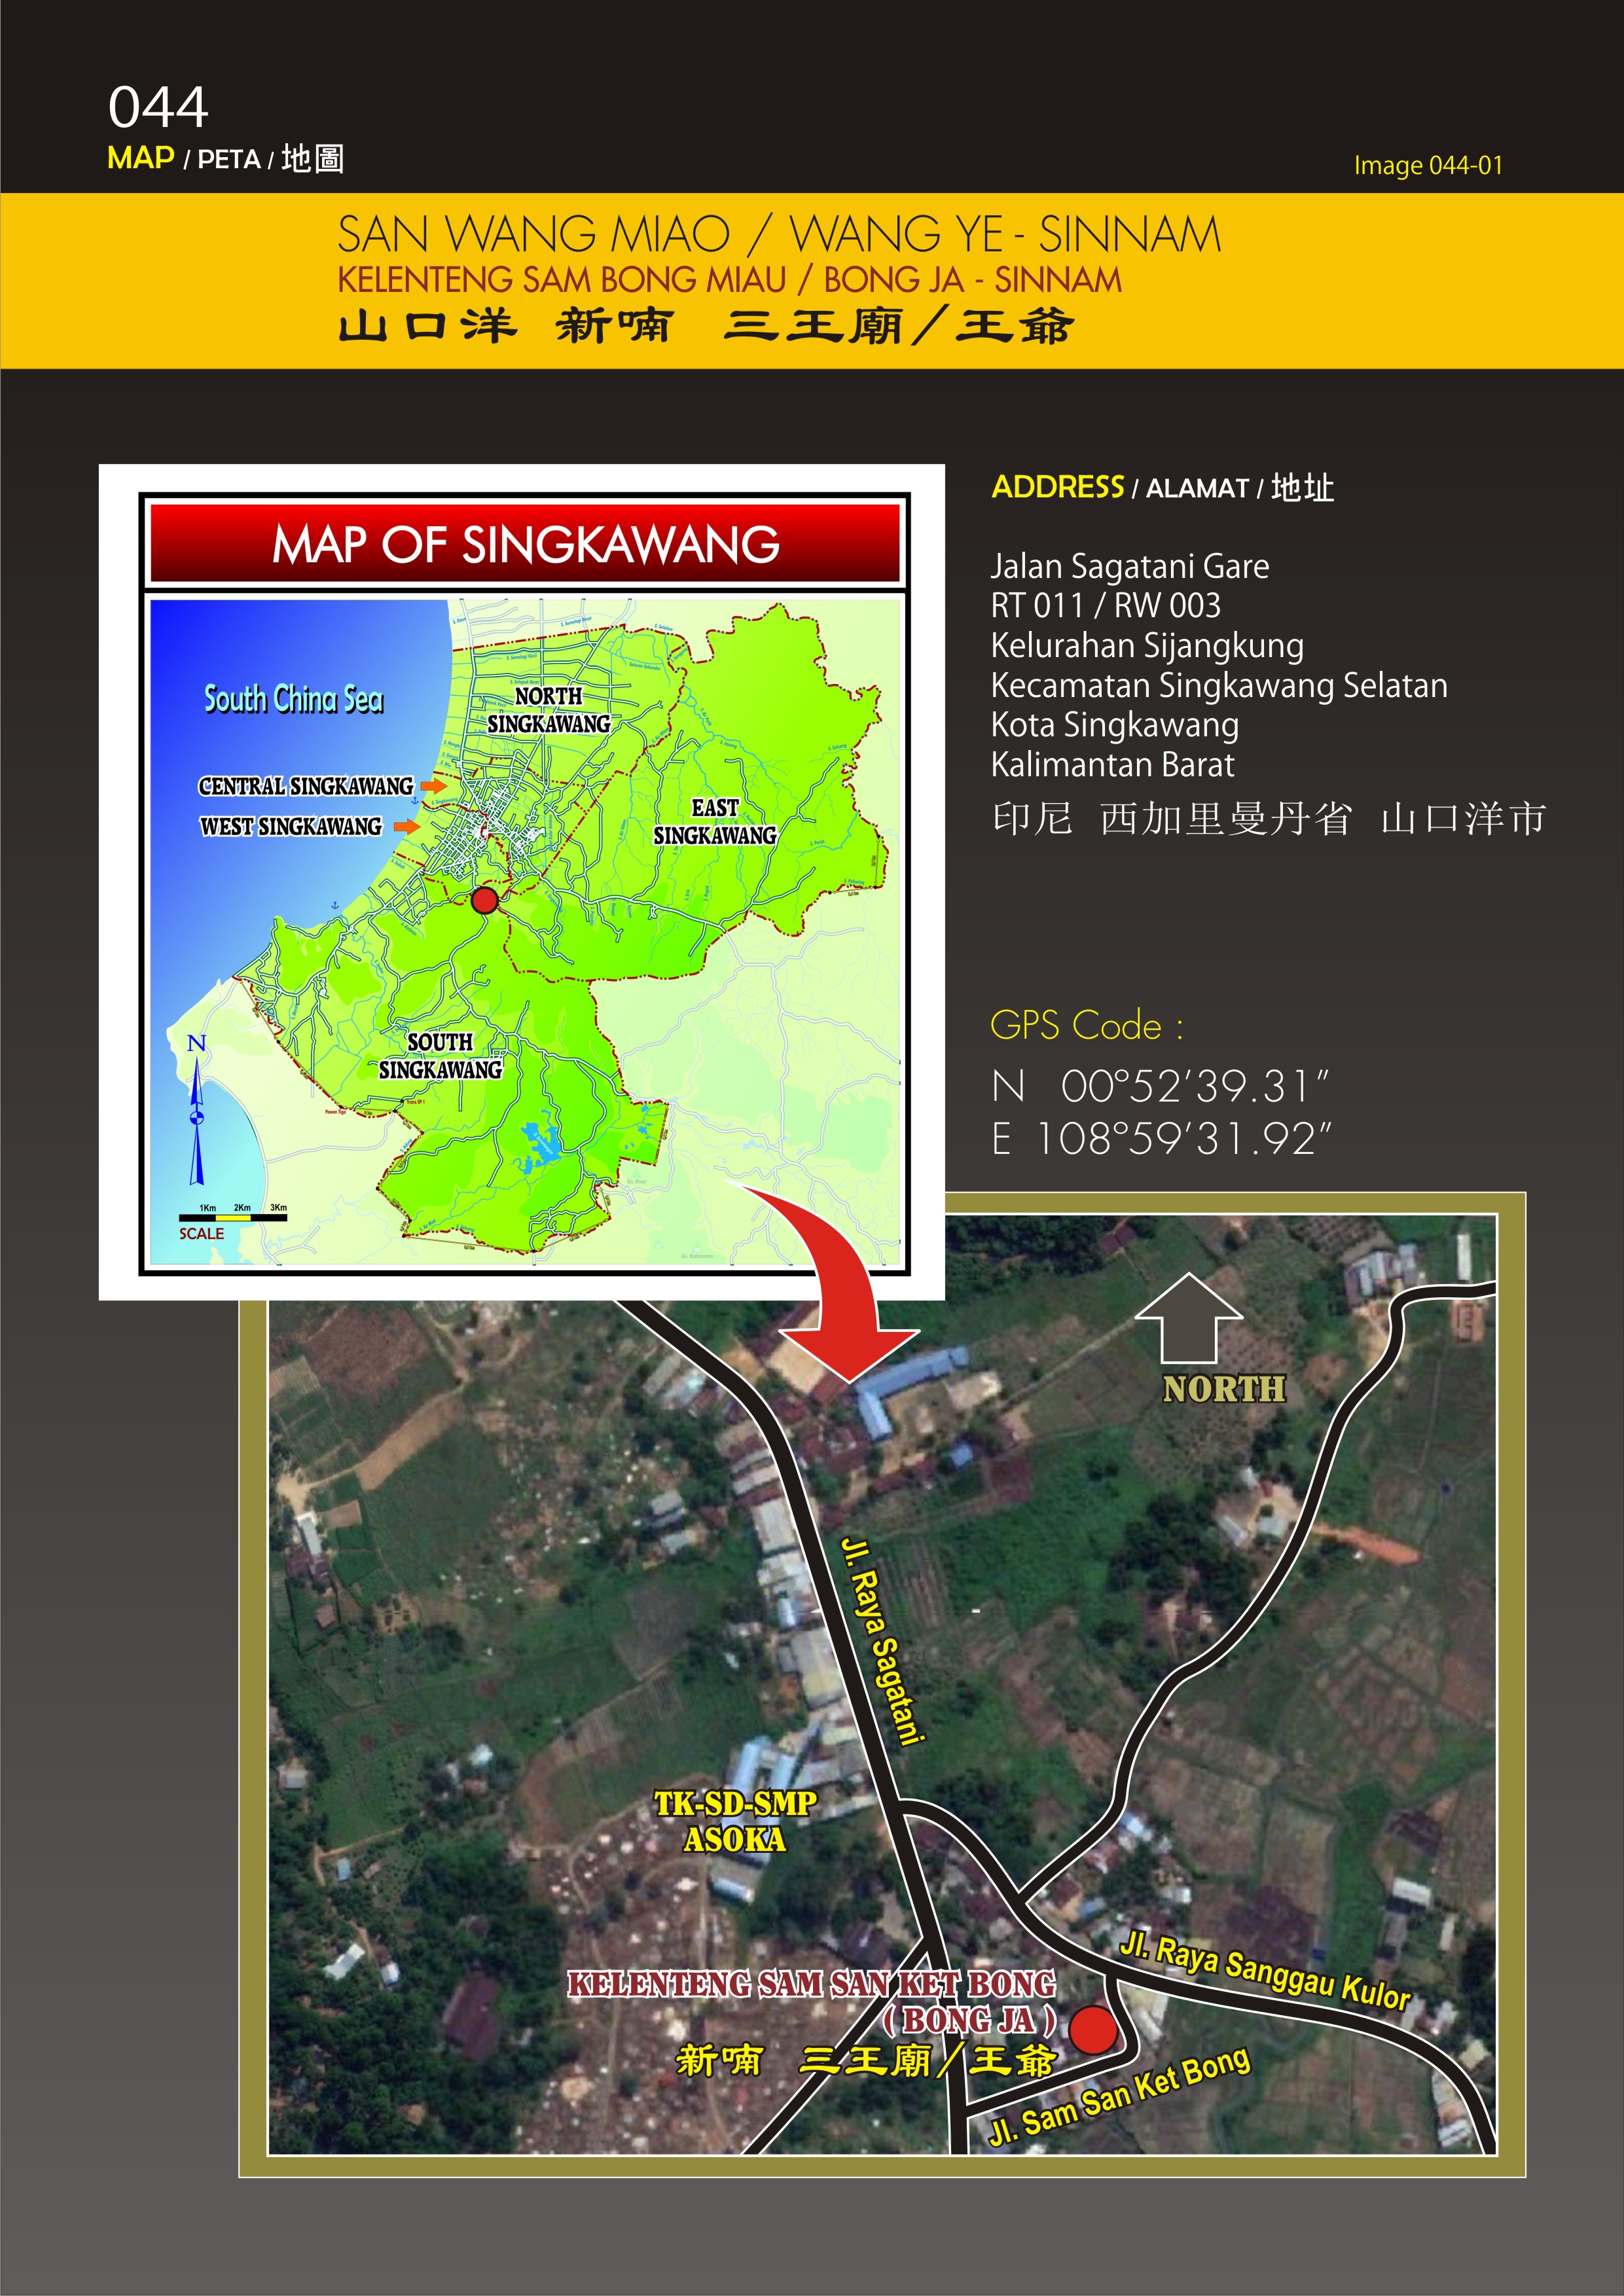 044
MAP / PETA / 地圖
Image 044-01
SAN WANG MIAO / WANG YE - SINNAM
KELENTENG SAM BONG MIAU / BONG JA - SINNAM
山口洋 新喃 三王廟/王爺
MAP OF SINGKAWANG
South China Sea
NORTH
SINGKAWANG
CENTRAL SINGKAWANG
WEST SINGKAWANG
EAST
SINGKAWANG
SOUTH
SINGKAWANG
N
1Km 2Km 3Km
SCALE
ADDRESS / ALAMAT / 地址
Jalan Sagatani Gare
RT 011 / RW 003
Kelurahan Sijangkung
Kecamatan Singkawang Selatan
Kota Singkawang
Kalimantan Barat
印尼 西加里曼丹省 山口洋市
GPS Code :
N 00°52'39.31"
E 108°59'31.92"
NORTH
Jl. Raya Sagatani
TK-SD-SMP
ASOKA
Jl. Raya Sanggau Kulor
KELENTENG SAM SAN KET BONG
( BONG JA )
新喃 三王廟/王爺
Jl. Sam San Ket Bong